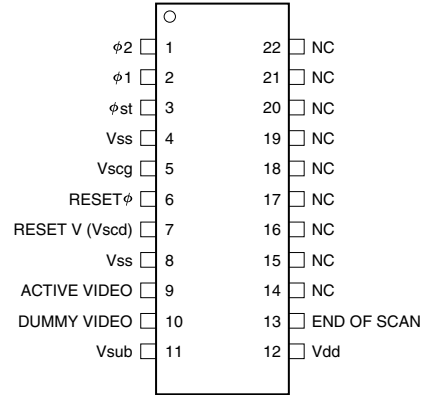 ϕ2 1 22 NC
ϕ1 2 21 NC
ϕst 3 20 NC
Vss 4 19 NC
Vscg 5 18 NC
RESETϕ 6 17 NC
RESET V (Vscd) 7 16 NC
Vss 8 15 NC
ACTIVE VIDEO 9 14 NC
DUMMY VIDEO 10 13 END OF SCAN
Vsub 11 12 Vdd